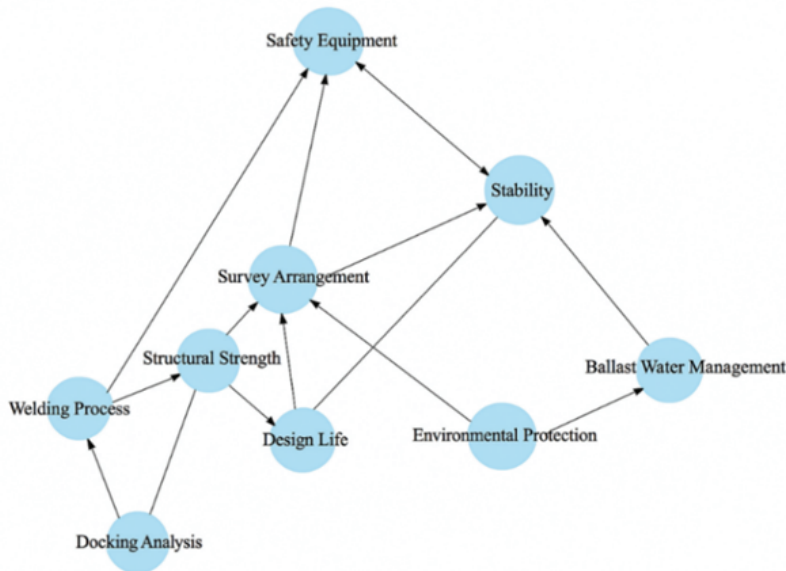 Safety Equipment
Stability
Survey Arrangement
Structural Strength
Ballast Water Management
Welding Process
Design Life
Environmental Protection
Docking Analysis